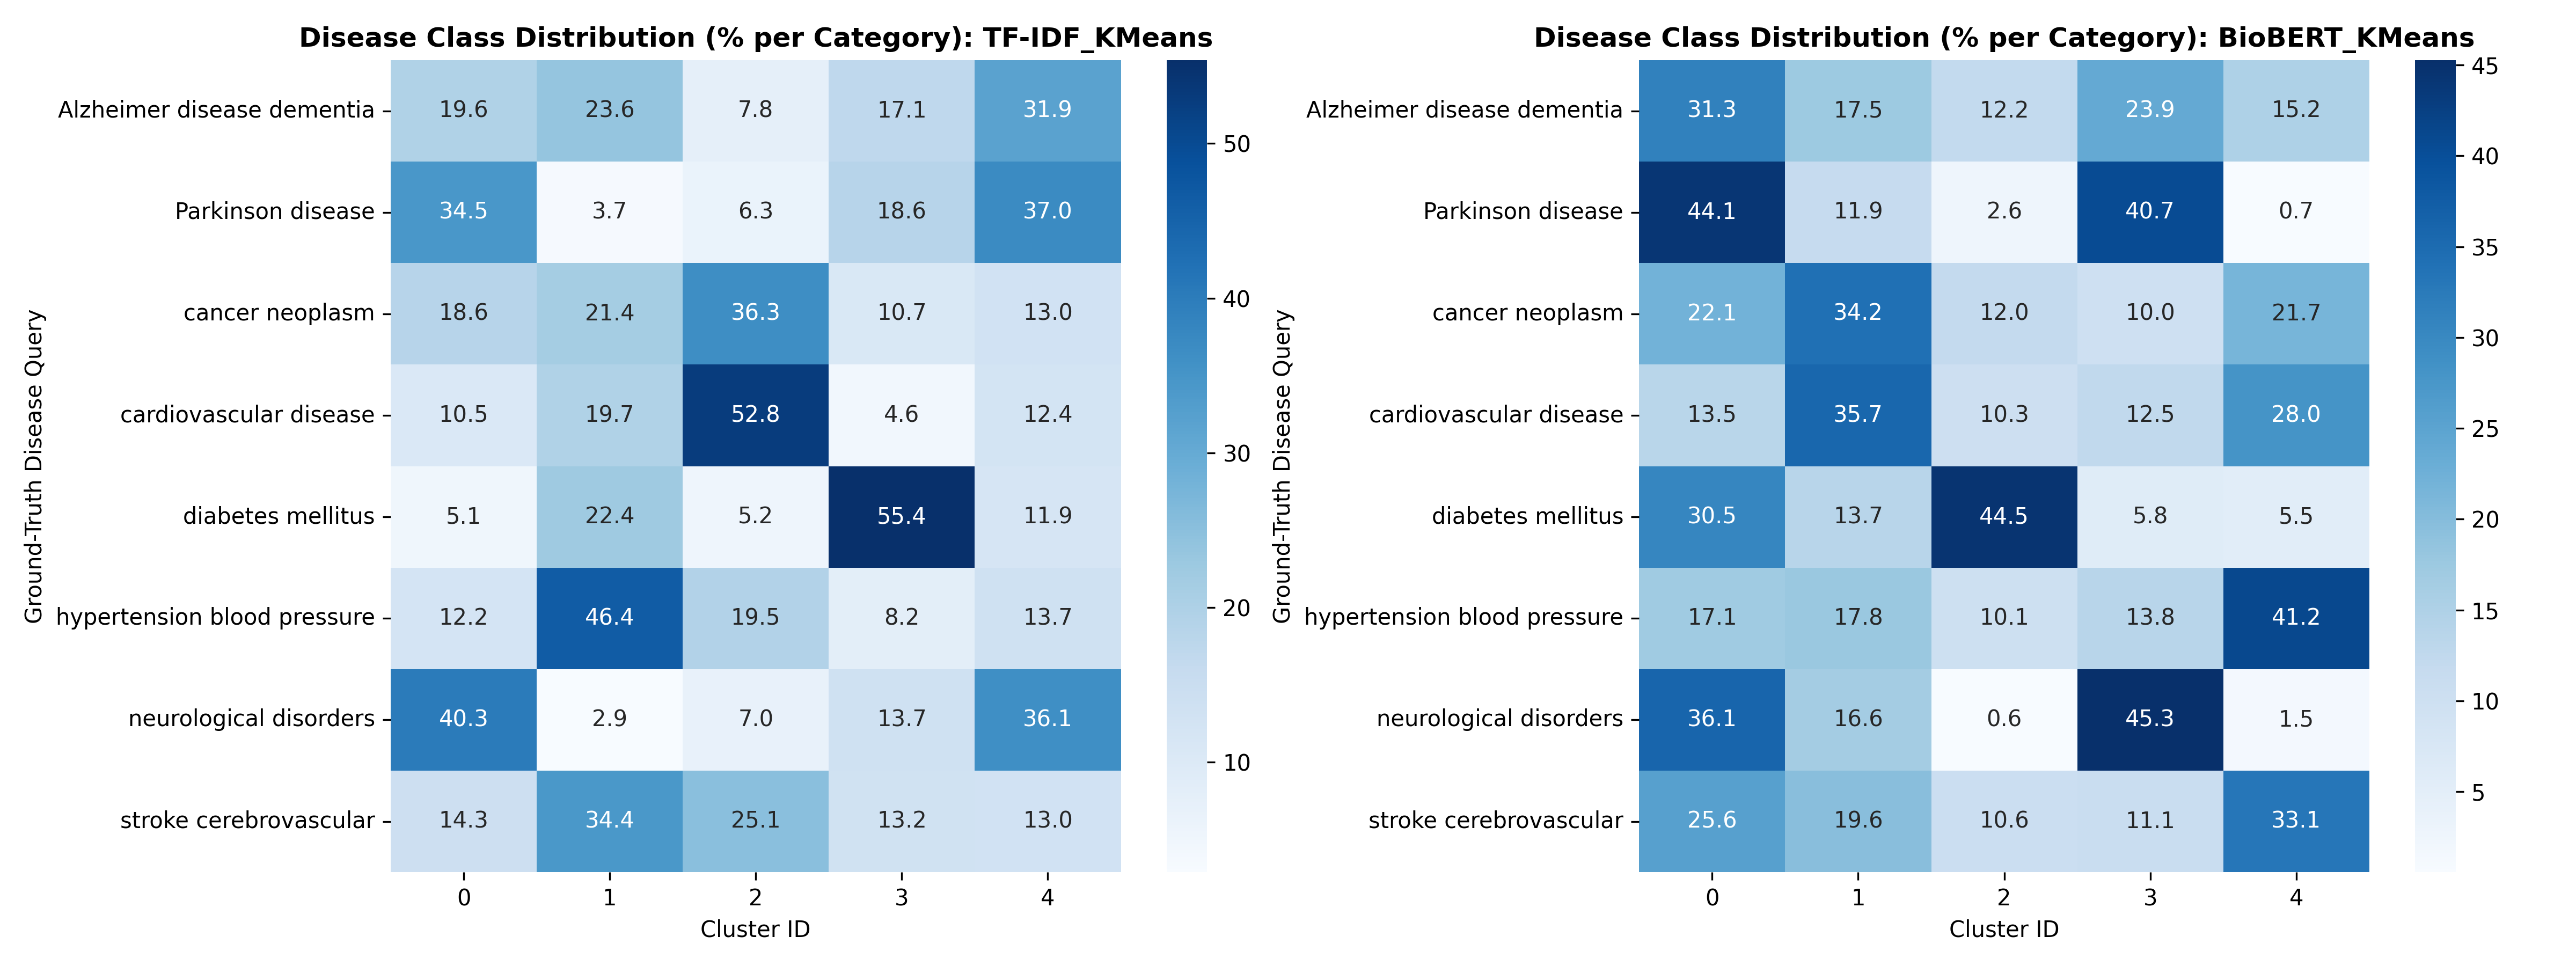 Disease Class Distribution (% per Category): TF-IDF_KMeans
Ground-Truth Disease Query
Alzheimer disease dementia 19.6 23.6 7.8 17.1 31.9
Parkinson disease 34.5 3.7 6.3 18.6 37.0
cancer neoplasm 18.6 21.4 36.3 10.7 13.0
cardiovascular disease 10.5 19.7 52.8 4.6 12.4
diabetes mellitus 5.1 22.4 5.2 55.4 11.9
hypertension blood pressure 12.2 46.4 19.5 8.2 13.7
neurological disorders 40.3 2.9 7.0 13.7 36.1
stroke cerebrovascular 14.3 34.4 25.1 13.2 13.0
0 1 2 3 4
Cluster ID
50
40
30
20
10
Disease Class Distribution (% per Category): BioBERT_KMeans
Ground-Truth Disease Query
Alzheimer disease dementia 31.3 17.5 12.2 23.9 15.2
Parkinson disease 44.1 11.9 2.6 40.7 0.7
cancer neoplasm 22.1 34.2 12.0 10.0 21.7
cardiovascular disease 13.5 35.7 10.3 12.5 28.0
diabetes mellitus 30.5 13.7 44.5 5.8 5.5
hypertension blood pressure 17.1 17.8 10.1 13.8 41.2
neurological disorders 36.1 16.6 0.6 45.3 1.5
stroke cerebrovascular 25.6 19.6 10.6 11.1 33.1
0 1 2 3 4
Cluster ID
45
40
35
30
25
20
15
10
5